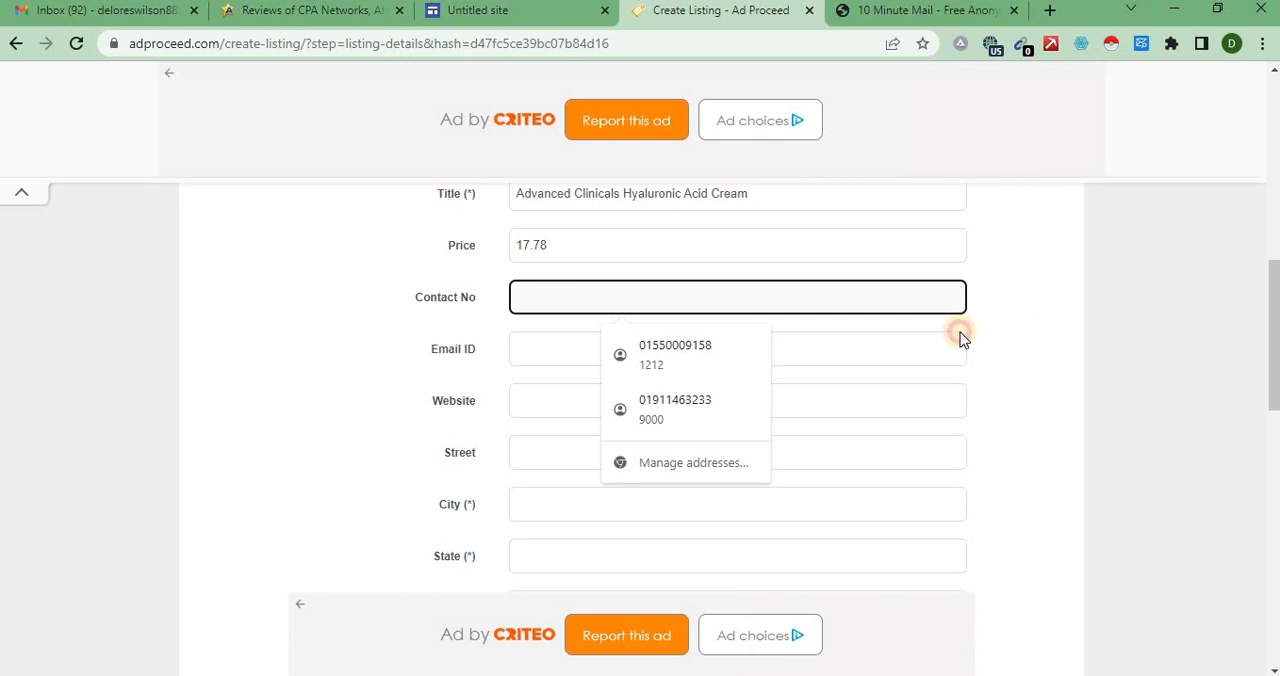 Inbox (92) - deloreswilson88
Reviews of CPA Networks, Af
Untitled site
Create Listing - Ad Proceed
10 Minute Mail - Free Anony
adproceed.com/create-listing/?step=listing-details&hash=d47fc5ce39bc07b84d16
US
0
D
Ad by CRITEO
Report this ad
Ad choices
Title (*)
Advanced Clinicals Hyaluronic Acid Cream
Price
17.78
Contact No
01550009158
1212
Email ID
01911463233
9000
Website
Street
Manage addresses...
City (*)
State (*)
Ad by CRITEO
Report this ad
Ad choices